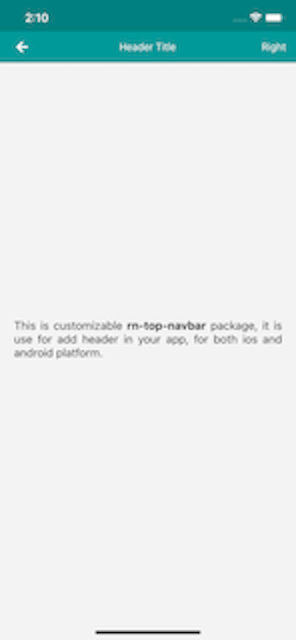 2:10
Header Title
Right
This is customizable rn-top-navbar package, it is
use for add header in your app, for both ios and
android platform.